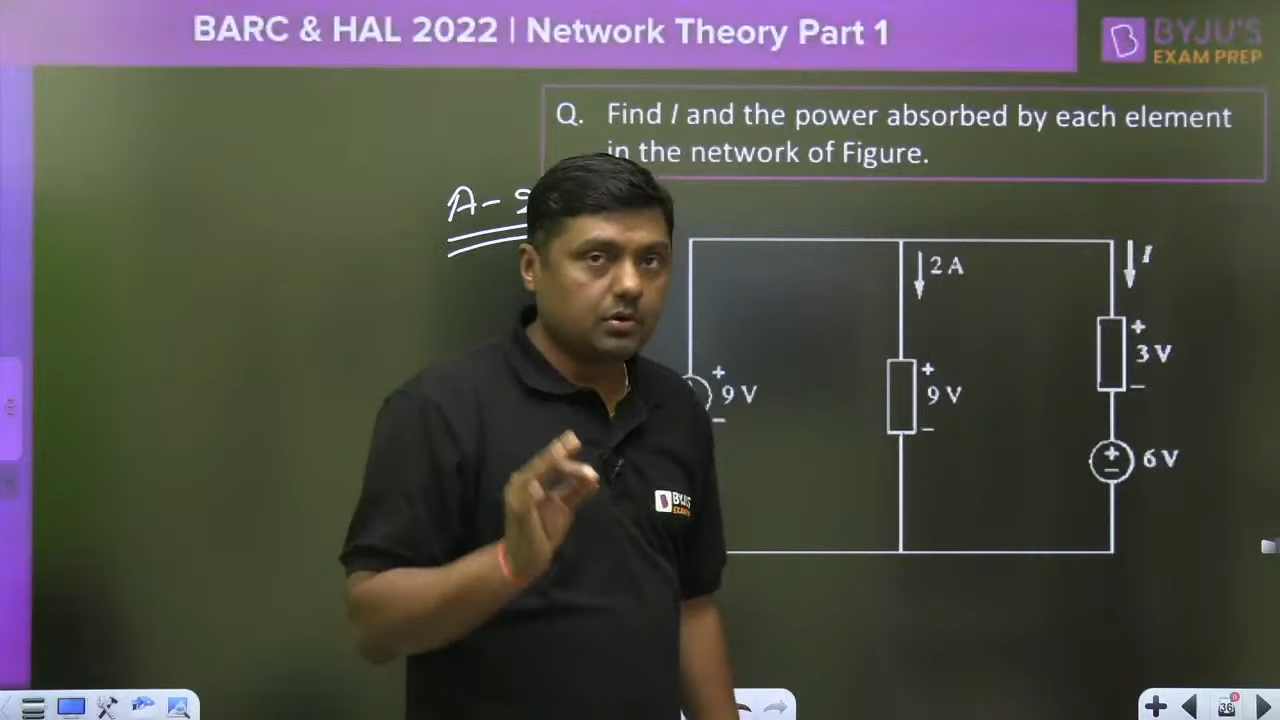 BARC & HAL 2022 | Network Theory Part 1
BYJU'S
EXAM PREP
Q. Find I and the power absorbed by each element
in the network of Figure.
A-
2 A
I
+
3 V
−
+
9 V
−
+
9 V
−
+
−
6 V
BYJU'S
36